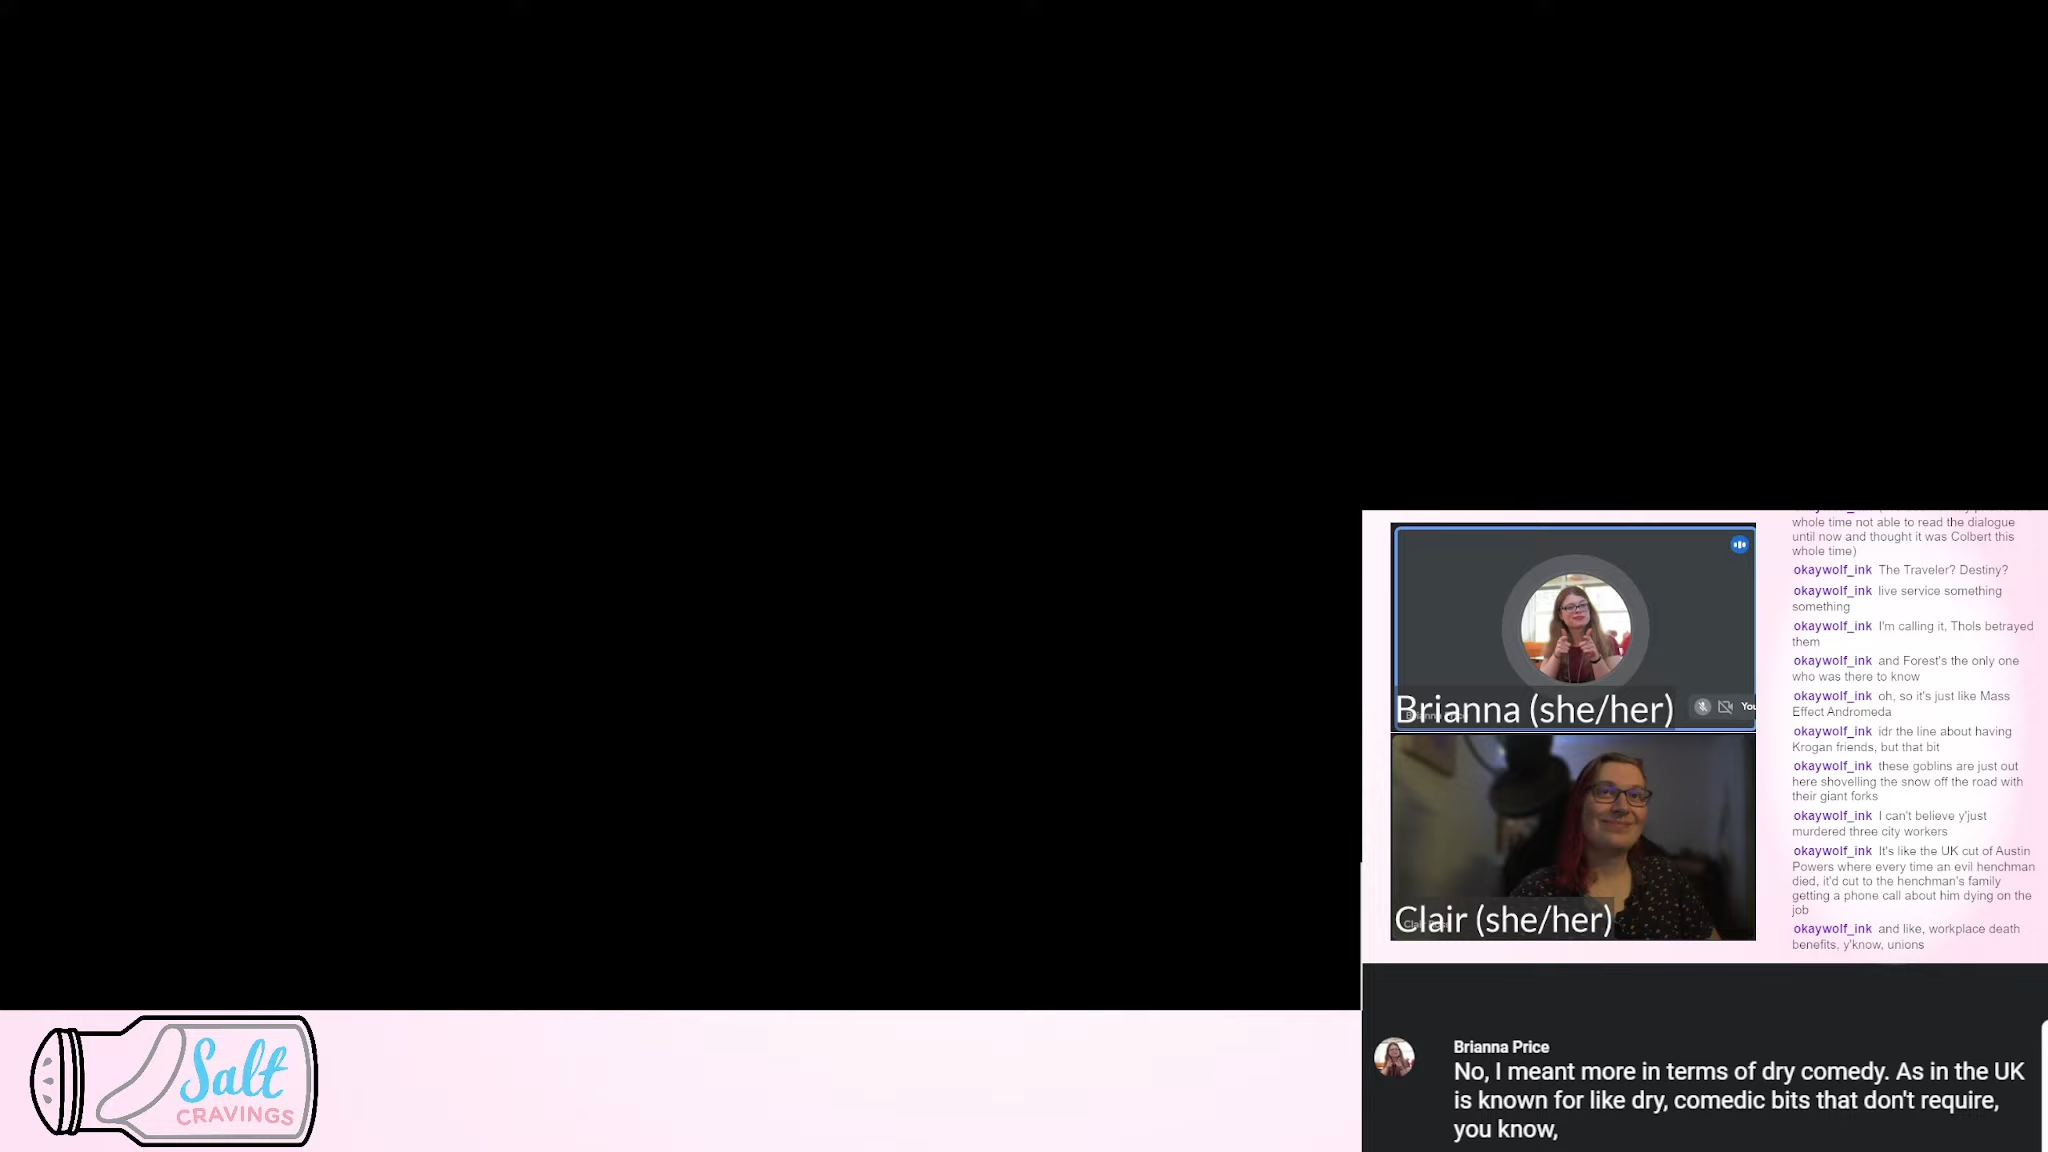 whole time not able to read the dialogue
until now and thought it was Colbert this
whole time)
okaywolf_ink The Traveler? Destiny?
okaywolf_ink live service something
something
okaywolf_ink I'm calling it, Thols betrayed
them
okaywolf_ink and Forest's the only one
who was there to know
okaywolf_ink oh, so it's just like Mass
Effect Andromeda
okaywolf_ink idr the line about having
Krogan friends, but that bit
okaywolf_ink these goblins are just out
here shovelling the snow off the road with
their giant forks
okaywolf_ink I can't believe y'just
murdered three city workers
okaywolf_ink It's like the UK cut of Austin
Powers where every time an evil henchman
died, it'd cut to the henchman's family
getting a phone call about him dying on the
job
okaywolf_ink and like, workplace death
benefits, y'know, unions
Brianna (she/her)
You
Clair (she/her)
Salt
CRAVINGS
Brianna Price
No, I meant more in terms of dry comedy. As in the UK
is known for like dry, comedic bits that don't require,
you know,